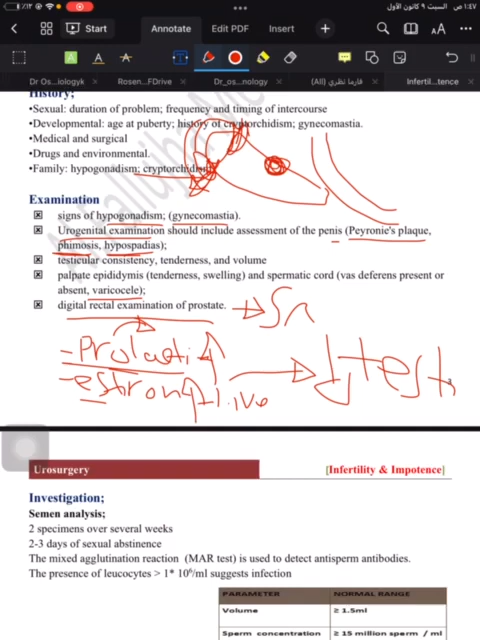 ١:٤٧ ص السبت ٩ كانون الأول
Start Annotate Edit PDF Insert
Dr Os...iologyk Rosen...FDrive Dr_os...nology فارما نظري (All) Infertil...tence
History;
•Sexual: duration of problem; frequency and timing of intercourse
•Developmental: age at puberty; history of cryptorchidism; gynecomastia.
•Medical and surgical
•Drugs and environmental.
•Family: hypogonadism; cryptorchidism
Examination
signs of hypogonadism; (gynecomastia).
Urogenital examination should include assessment of the penis (Peyronie's plaque,
phimosis, hypospadias);
testicular consistency, tenderness, and volume
palpate epididymis (tenderness, swelling) and spermatic cord (vas deferens present or
absent, varicocele);
digital rectal examination of prostate.
Urosurgery [Infertility & Impotence]
Investigation;
Semen analysis;
2 specimens over several weeks
2-3 days of sexual abstinence
The mixed agglutination reaction (MAR test) is used to detect antisperm antibodies.
The presence of leucocytes > 1* 10⁶/ml suggests infection
PARAMETER NORMAL RANGE
Volume ≥ 1.5ml
Sperm concentration ≥ 15 million sperm / ml